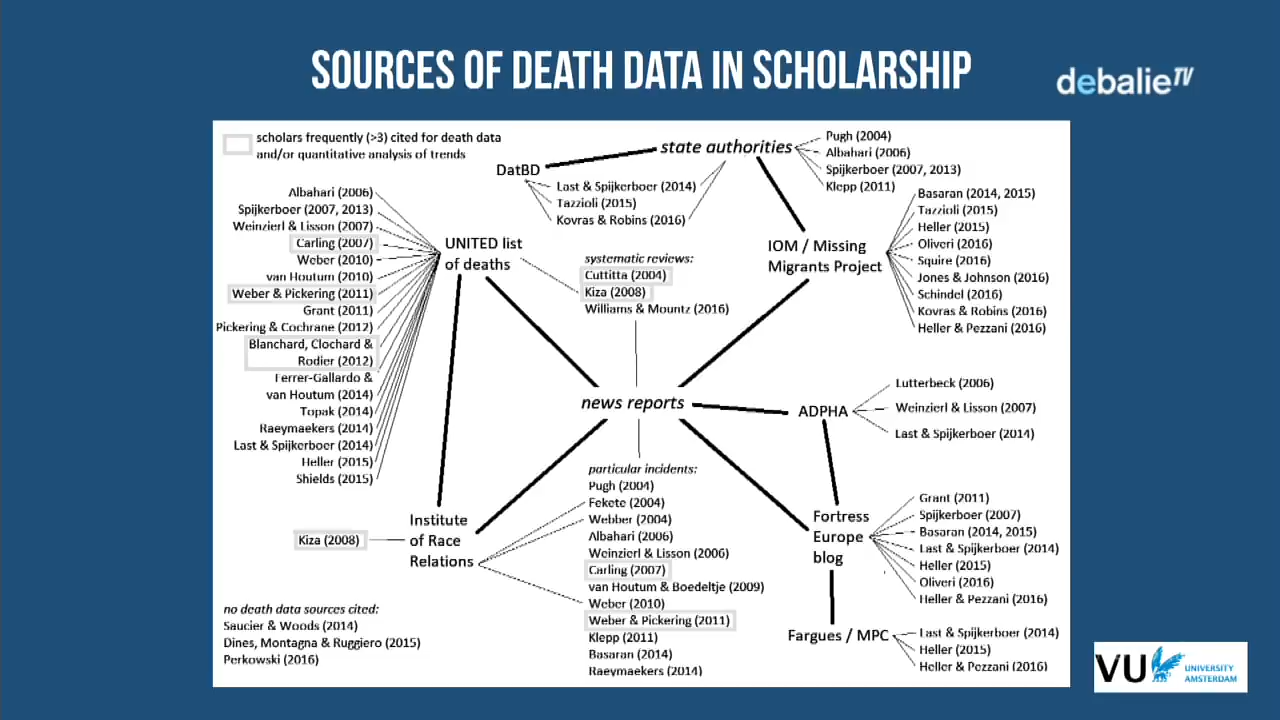 SOURCES OF DEATH DATA IN SCHOLARSHIP
debalieTV
scholars frequently (>3) cited for death data
and/or quantitative analysis of trends
state authorities
Pugh (2004)
Albahari (2006)
Spijkerboer (2007, 2013)
Klepp (2011)
DatBD
Last & Spijkerboer (2014)
Tazzioli (2015)
Kovras & Robins (2016)
Albahari (2006)
Spijkerboer (2007, 2013)
Weinzierl & Lisson (2007)
Carling (2007)
Weber (2010)
van Houtum (2010)
Weber & Pickering (2011)
Grant (2011)
Pickering & Cochrane (2012)
Blanchard, Clochard &
Rodier (2012)
Ferrer-Gallardo &
van Houtum (2014)
Topak (2014)
Raeymaekers (2014)
Last & Spijkerboer (2014)
Heller (2015)
Shields (2015)
UNITED list
of deaths
systematic reviews:
Cuttitta (2004)
Kiza (2008)
Williams & Mountz (2016)
IOM / Missing
Migrants Project
Basaran (2014, 2015)
Tazzioli (2015)
Heller (2015)
Oliveri (2016)
Squire (2016)
Jones & Johnson (2016)
Schindel (2016)
Kovras & Robins (2016)
Heller & Pezzani (2016)
news reports
ADPHA
Lutterbeck (2006)
Weinzierl & Lisson (2007)
Last & Spijkerboer (2014)
particular incidents:
Pugh (2004)
Fekete (2004)
Webber (2004)
Albahari (2006)
Weinzierl & Lisson (2006)
Carling (2007)
van Houtum & Boedeltje (2009)
Weber (2010)
Weber & Pickering (2011)
Klepp (2011)
Basaran (2014)
Raeymaekers (2014)
Kiza (2008)
Institute
of Race
Relations
Fortress
Europe
blog
Grant (2011)
Spijkerboer (2007)
Basaran (2014, 2015)
Last & Spijkerboer (2014)
Heller (2015)
Oliveri (2016)
Heller & Pezzani (2016)
Fargues / MPC
Last & Spijkerboer (2014)
Heller (2015)
Heller & Pezzani (2016)
no death data sources cited:
Saucier & Woods (2014)
Dines, Montagna & Ruggiero (2015)
Perkowski (2016)
VU UNIVERSITY
AMSTERDAM